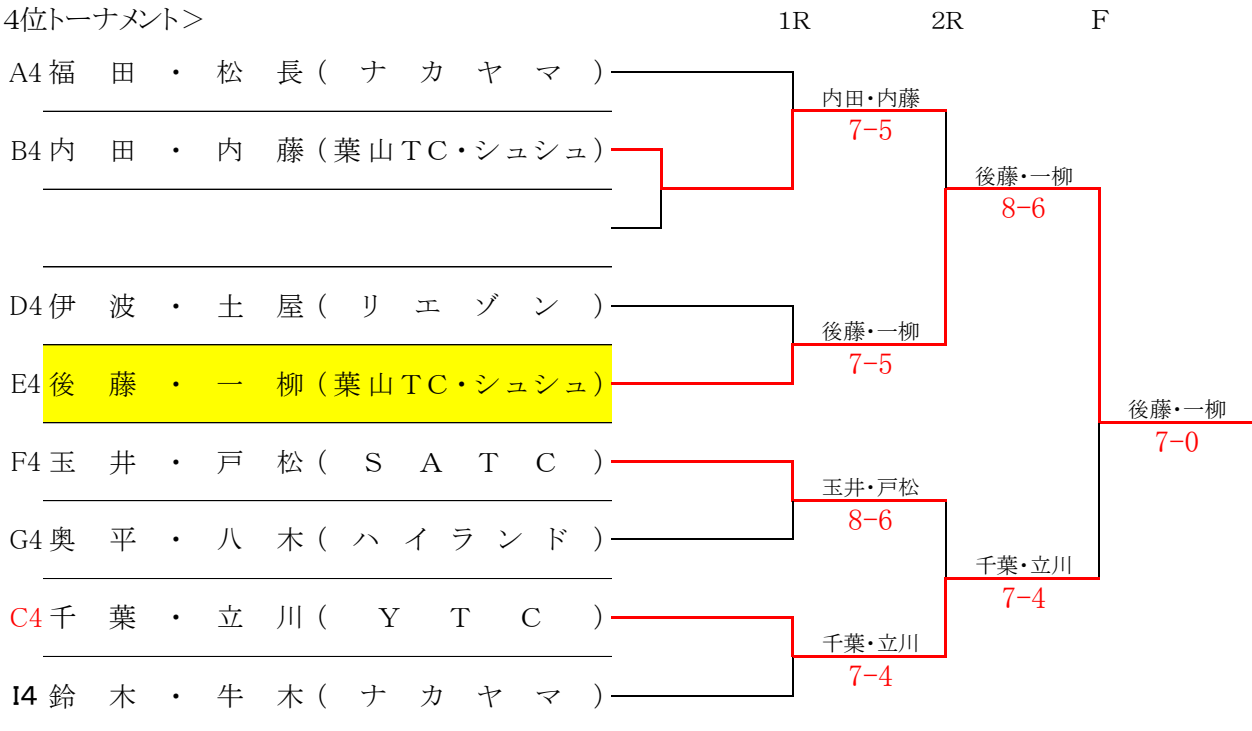 4位トーナメント＞ 1R 2R F
A4 福田・松長(ナカヤマ)
内田・内藤
7-5
B4 内田・内藤(葉山TC・シュシュ)
後藤・一柳
8-6
D4 伊波・土屋(リエゾン)
後藤・一柳
7-5
E4 後藤・一柳(葉山TC・シュシュ)
後藤・一柳
7-0
F4 玉井・戸松(SATC)
玉井・戸松
8-6
G4 奥平・八木(ハイランド)
千葉・立川
7-4
C4 千葉・立川(YTC)
千葉・立川
7-4
I4 鈴木・牛木(ナカヤマ)